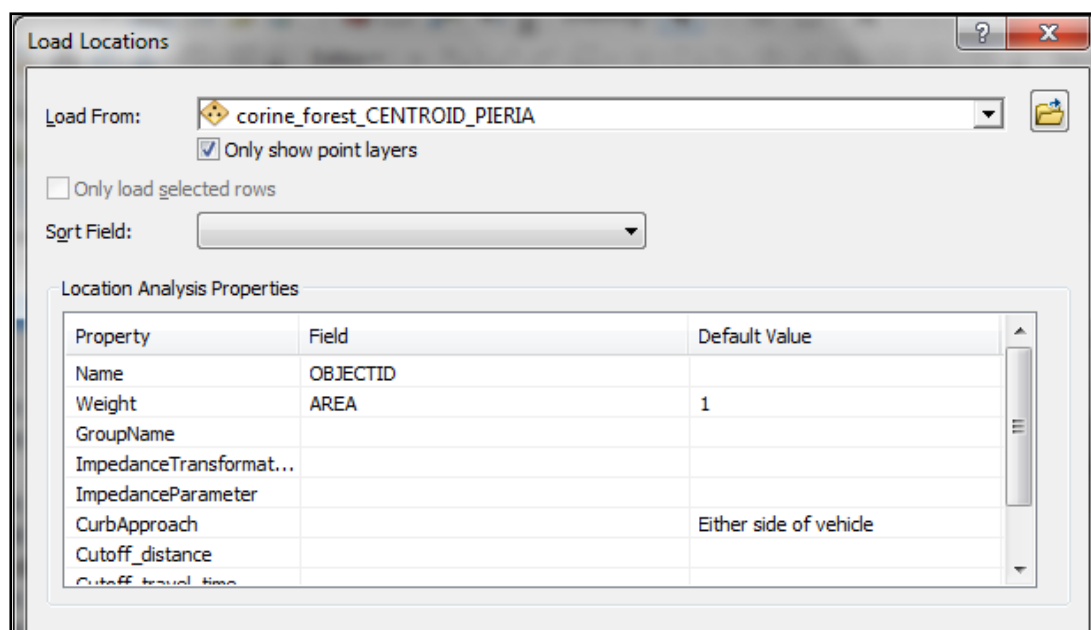 Load Locations
Load From: corine_forest_CENTROID_PIERIA
Only show point layers
Only load selected rows
Sort Field:
Location Analysis Properties
Property Field Default Value
Name OBJECTID
Weight AREA 1
GroupName
ImpedanceTransformat...
ImpedanceParameter
CurbApproach Either side of vehicle
Cutoff_distance
Cutoff_travel_time